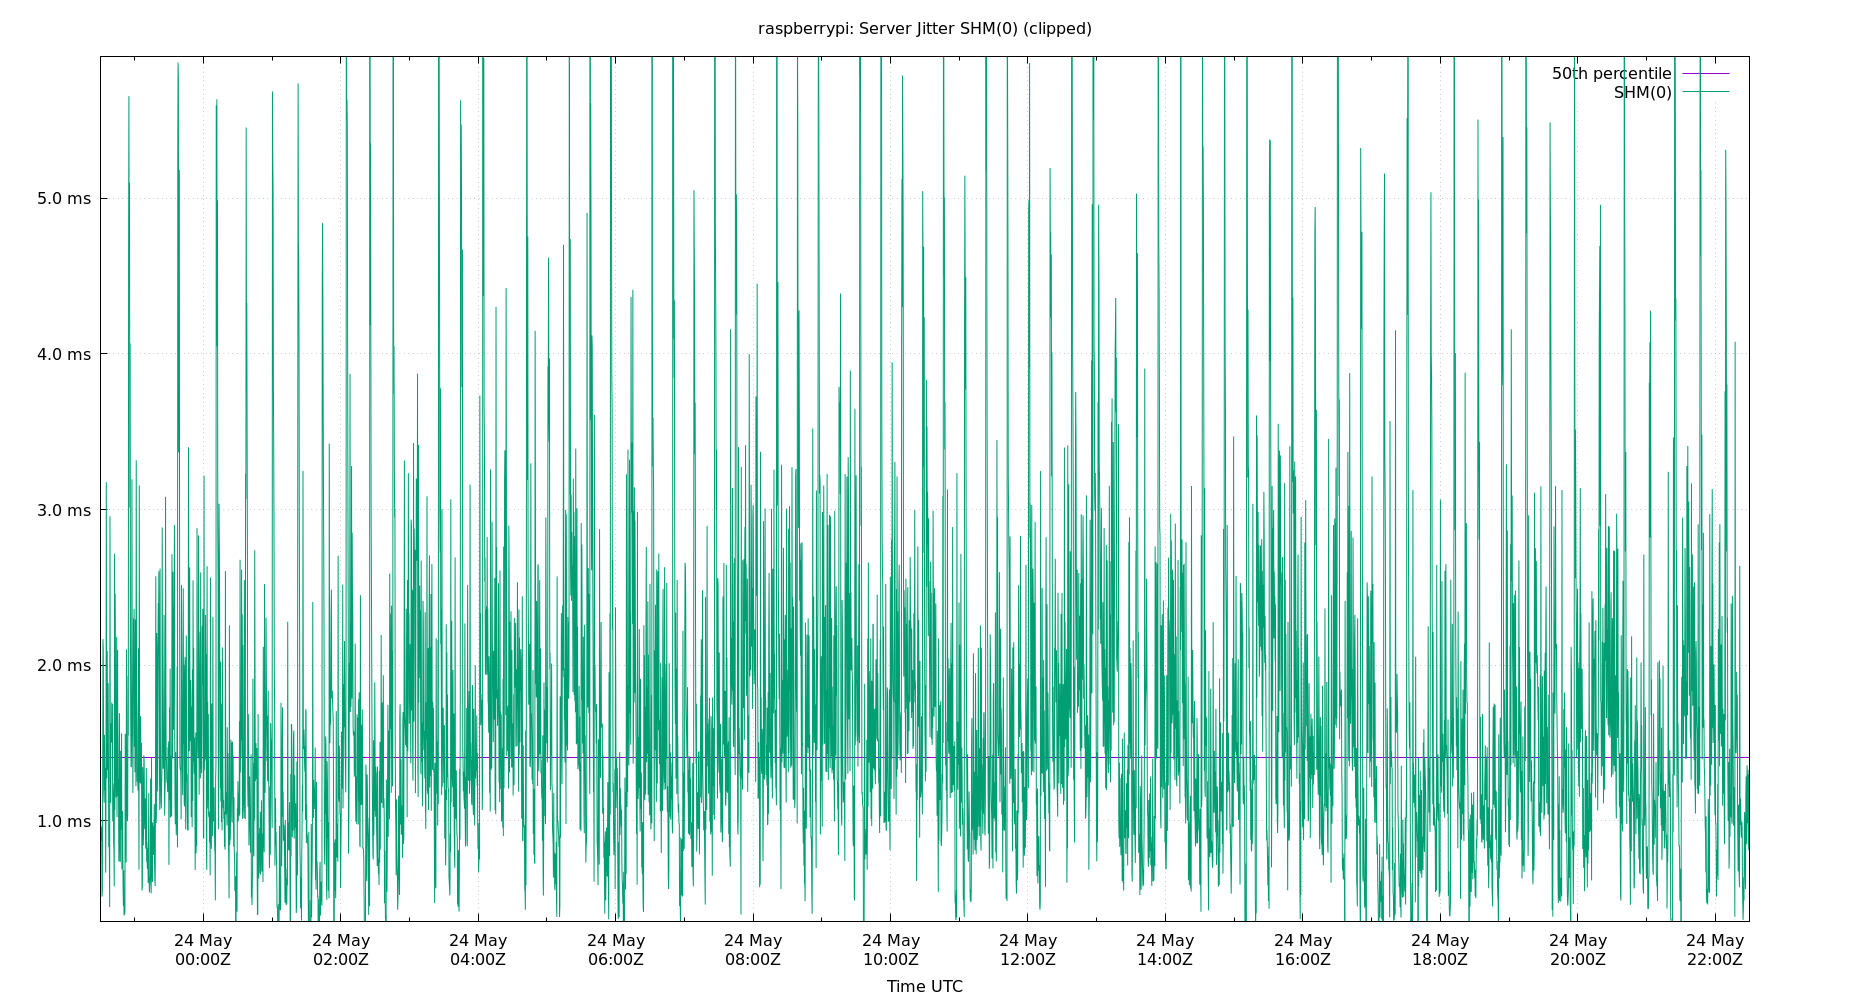 raspberrypi: Server Jitter SHM(0) (clipped)
50th percentile
SHM(0)
5.0 ms
4.0 ms
3.0 ms
2.0 ms
1.0 ms
24 May 24 May 24 May 24 May 24 May 24 May 24 May 24 May 24 May 24 May 24 May 24 May
00:00Z 02:00Z 04:00Z 06:00Z 08:00Z 10:00Z 12:00Z 14:00Z 16:00Z 18:00Z 20:00Z 22:00Z
Time UTC